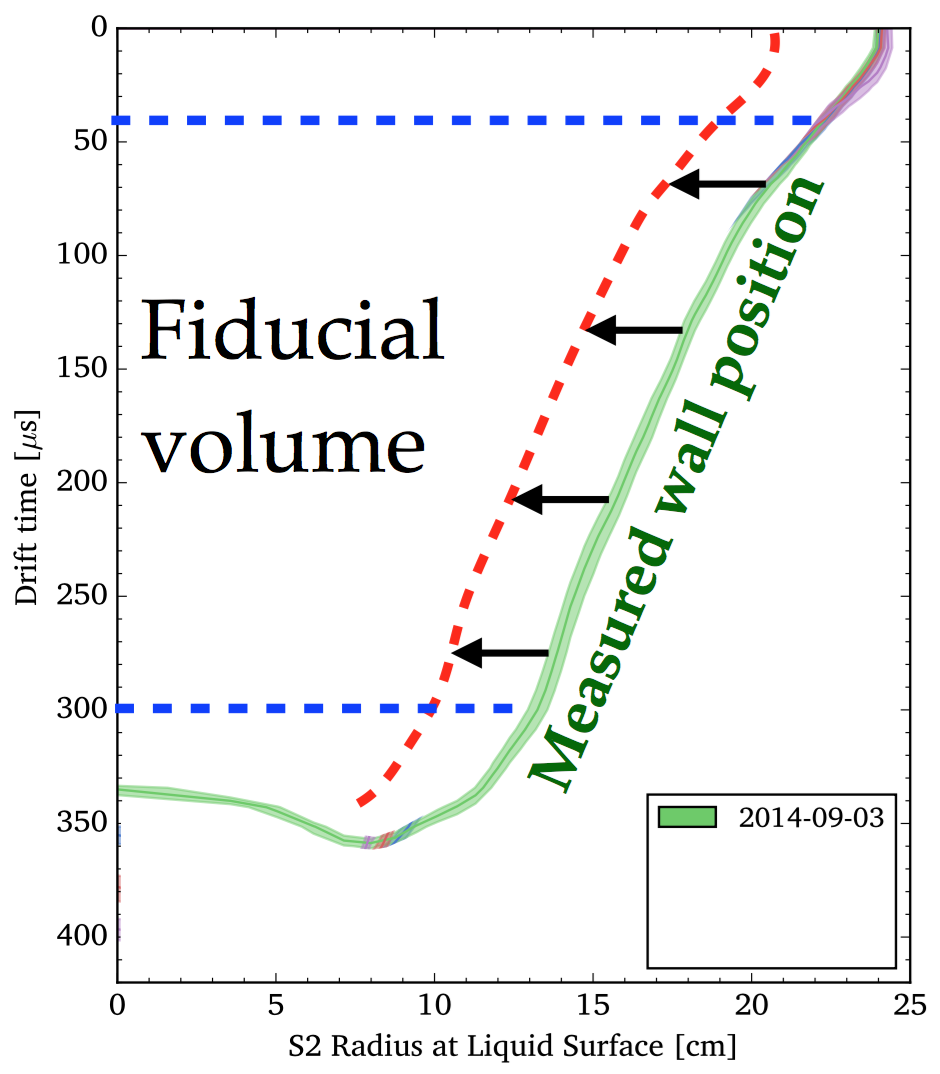 0
50
100
150
200
250
300
350
400
Drift time [μs]
Fiducial
volume
Measured wall position
2014-09-03
0 5 10 15 20 25
S2 Radius at Liquid Surface [cm]